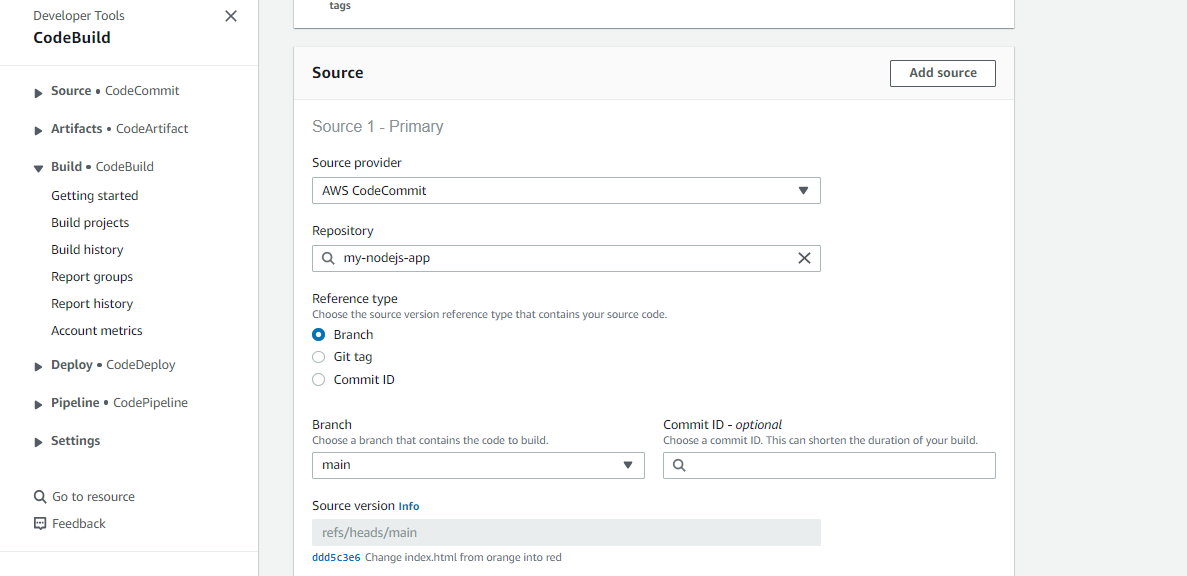 Developer Tools
CodeBuild
Source • CodeCommit
Artifacts • CodeArtifact
Build • CodeBuild
Getting started
Build projects
Build history
Report groups
Report history
Account metrics
Deploy • CodeDeploy
Pipeline • CodePipeline
Settings
Go to resource
Feedback
tags
Source
Add source
Source 1 - Primary
Source provider
AWS CodeCommit
Repository
my-nodejs-app
Reference type
Choose the source version reference type that contains your source code.
Branch
Git tag
Commit ID
Branch
Choose a branch that contains the code to build.
main
Commit ID - optional
Choose a commit ID. This can shorten the duration of your build.
Source version Info
refs/heads/main
ddd5c3e6 Change index.html from orange into red